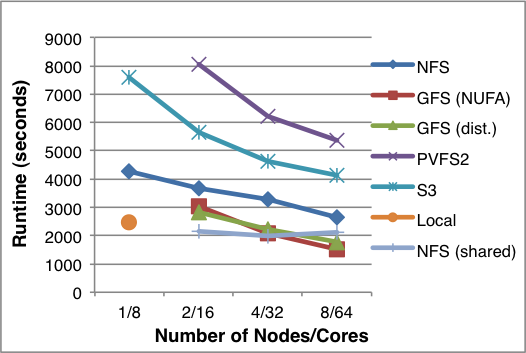 9000
8000
7000
6000
5000
4000
3000
2000
1000
0
Runtime (seconds)
1/8
2/16
4/32
8/64
Number of Nodes/Cores
NFS
GFS (NUFA)
GFS (dist.)
PVFS2
S3
Local
NFS (shared)